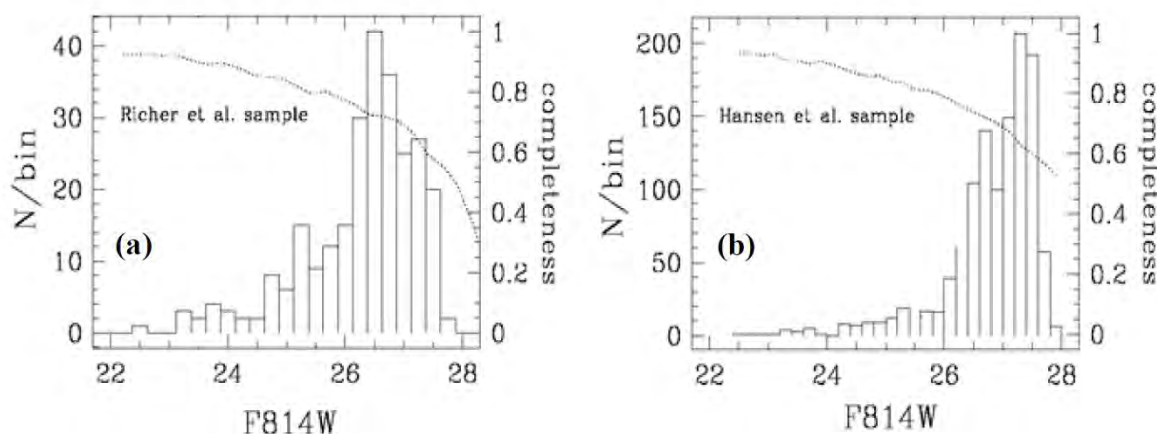 40
30
20
10
0
N/bin
1
0.8
0.6
0.4
0.2
0
completeness
Richer et al. sample
(a)
22 24 26 28
F814W
200
150
100
50
0
N/bin
1
0.8
0.6
0.4
0.2
0
completeness
Hansen et al. sample
(b)
22 24 26 28
F814W